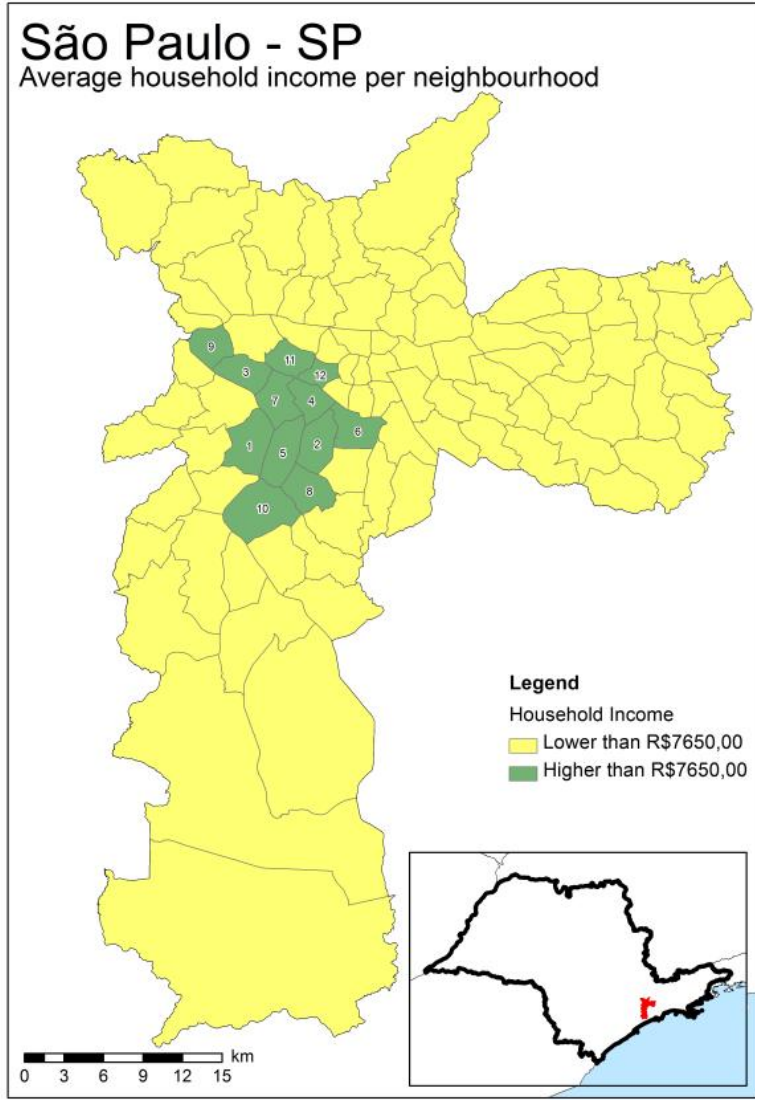 São Paulo - SP
Average household income per neighbourhood
9
11
3
12
7
4
6
1
2
5
8
10
Legend
Household Income
Lower than R$7650,00
Higher than R$7650,00
km
0 3 6 9 12 15